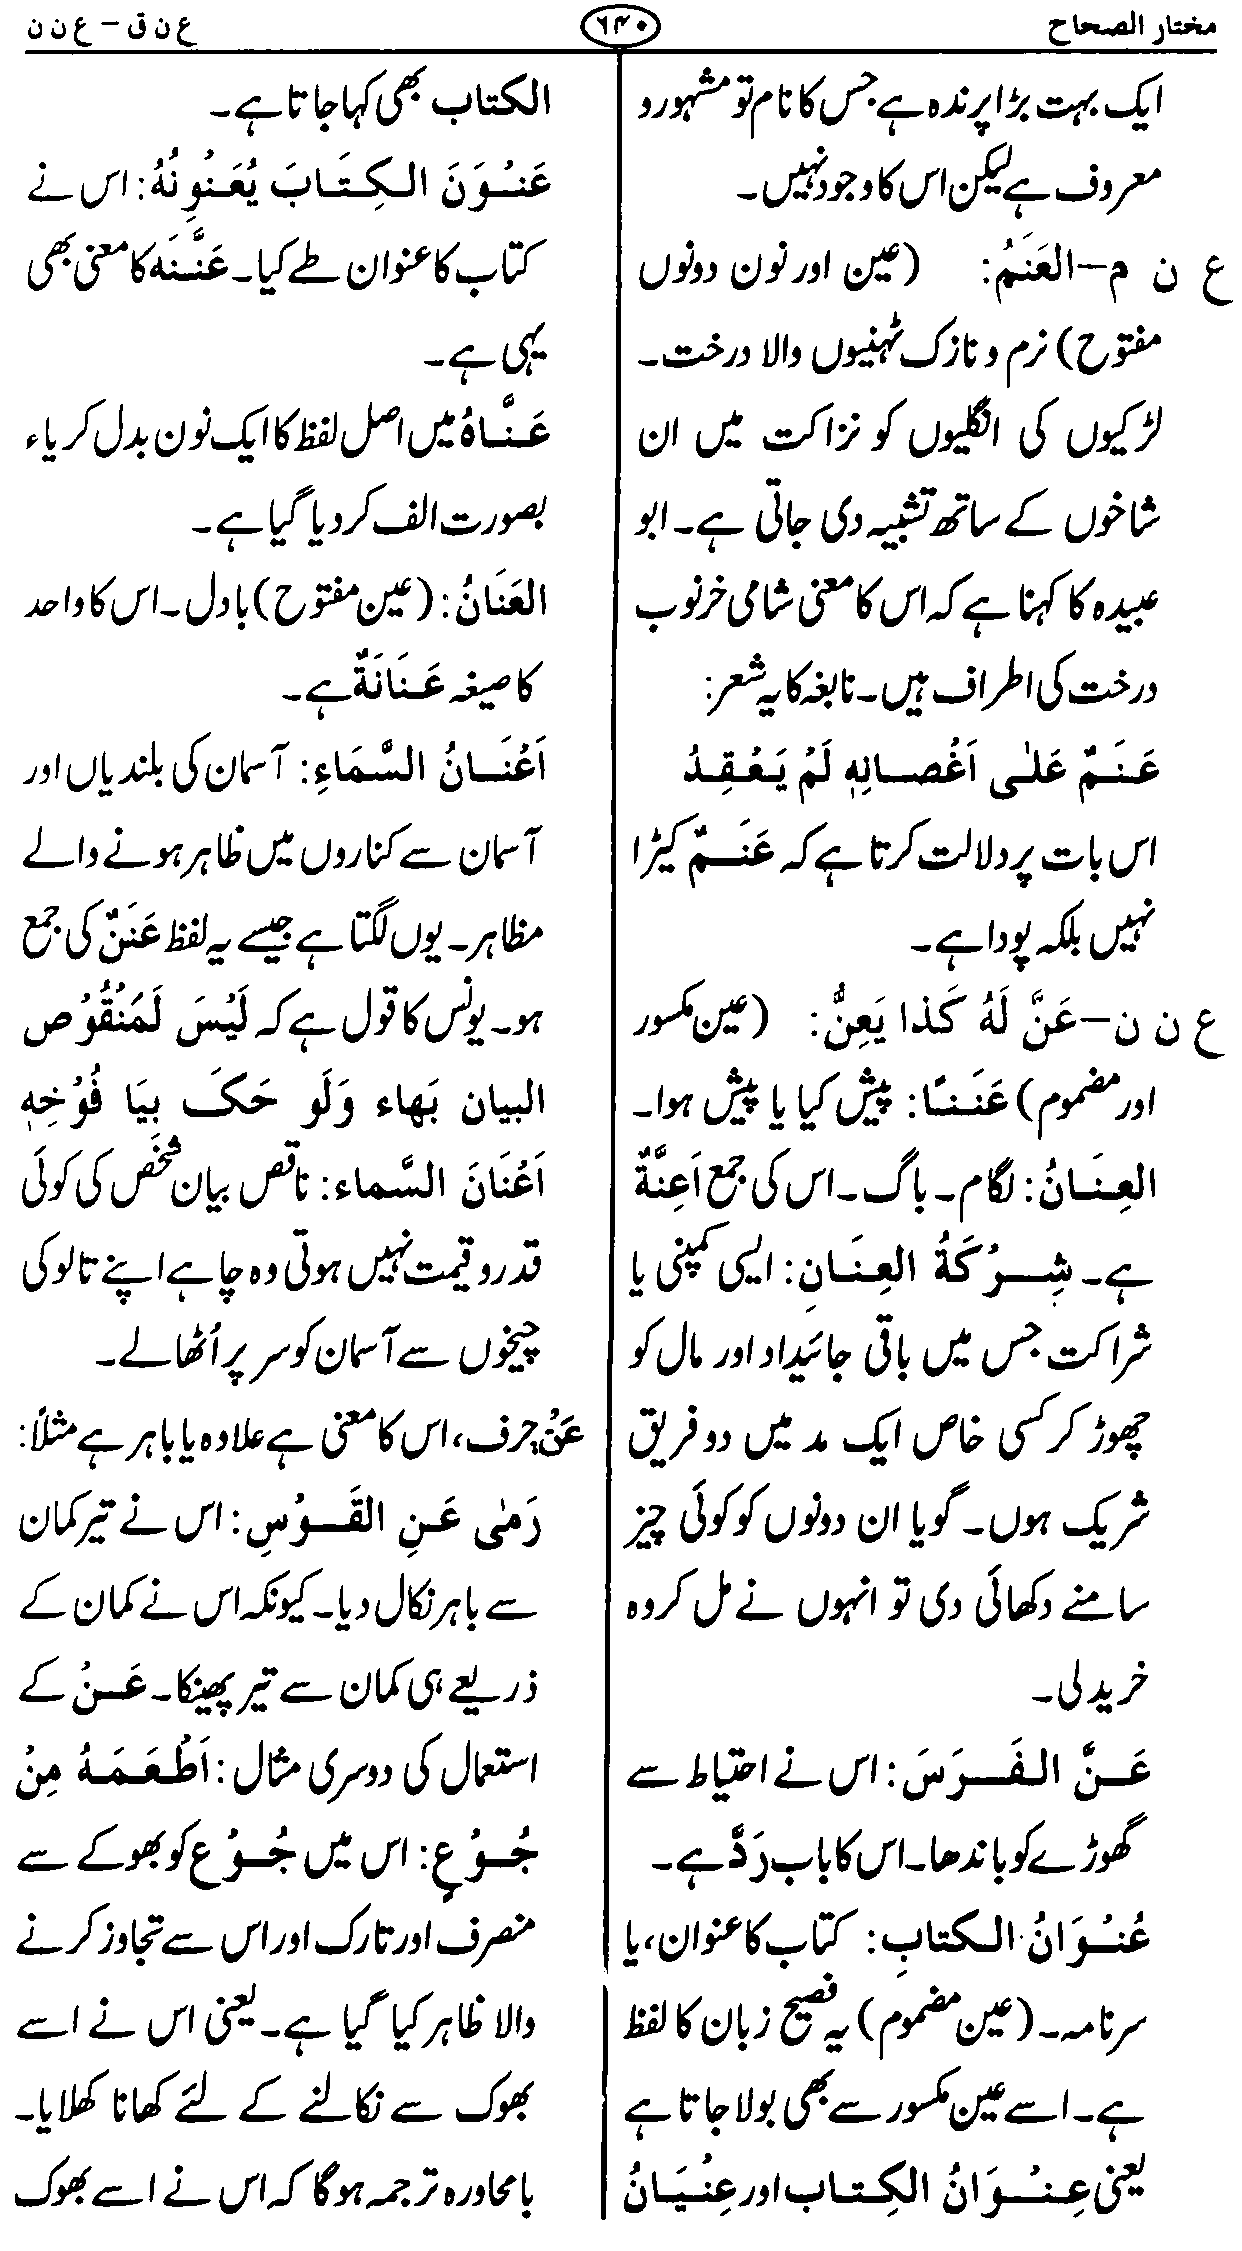 مختار الصحاح
۶۴۰
ع ن ق – ع ن ن
ایک بہت بڑا پرندہ ہے جس کا نام تو مشہور و
معروف ہے لیکن اس کا وجود نہیں۔
ع ن م–العَنَمُ: (عین اور نون دونوں
مفتوح) نرم و نازک ٹہنیوں والا درخت۔
لڑکیوں کی انگلیوں کو نزاکت میں ان
شاخوں کے ساتھ تشبیہ دی جاتی ہے۔ ابو
عبیدہ کا کہنا ہے کہ اس کا معنی شامی خرنوب
درخت کی اطراف ہیں۔ نابغہ کا یہ شعر:
عَنَمٌ عَلٰی اَغْصانِهٖ لَمْ يَعْقِدْ
اس بات پر دلالت کرتا ہے کہ عَنَمٌ کیڑا
نہیں بلکہ پودا ہے۔
ع ن ن–عَنَّ لَهُ كَذا يَعِنُّ: (عین مکسور
اور مضموم) عَنَنًا: پیش کیا یا پیش ہوا۔
العِنَانُ: لگام۔ باگ۔ اس کی جمع اَعِنَّةٌ
ہے۔ شِرْكَةُ العِنَانِ: ایسی کمپنی یا
شراکت جس میں باقی جائیداد اور مال کو
چھوڑ کر کسی خاص ایک مد میں دو فریق
شریک ہوں۔ گویا ان دونوں کو کوئی چیز
سامنے دکھائی دی تو انہوں نے مل کر وہ
خرید لی۔
عَنَّ الفَرَسَ: اس نے احتیاط سے
گھوڑے کو باندھا۔ اس کا باب رَدَّ ہے۔
عُنْوَانُ الكتابِ: کتاب کا عنوان، یا
سرنامہ۔ (عین مضموم) یہ فصیح زبان کا لفظ
ہے۔ اسے عین مکسور سے بھی بولا جاتا ہے
یعنی عِنْوَانُ الكِتاب اور عِنْيَانُ
الکتاب بھی کہا جاتا ہے۔
عَنْوَنَ الكِتَابَ يُعَنْوِنُهُ: اس نے
کتاب کا عنوان طے کیا۔ عَنَّنَه کا معنی بھی
یہی ہے۔
عَنَّاهُ میں اصل لفظ کا ایک نون بدل کر یاء
بصورت الف کر دیا گیا ہے۔
العَنَانُ: (عین مفتوح) بادل۔ اس کا واحد
کا صیغہ عَنَانَةٌ ہے۔
اَعْنَانُ السَّمَاءِ: آسمان کی بلندیاں اور
آسمان سے کناروں میں ظاہر ہونے والے
مظاہر۔ یوں لگتا ہے جیسے یہ لفظ عَنَنٌ کی جمع
ہو۔ یونس کا قول ہے کہ لَيْسَ لَمَنْقُوْص
البيان بَهاء وَلَو حَكَ بِيَا فُوْخِهٖ
اَعْنَانَ السَّماء: ناقص بیان شخص کی کوئی
قدر و قیمت نہیں ہوتی وہ چاہے اپنے تالو کی
چیخوں سے آسمان کو سر پر اُٹھا لے۔
عَنْ: حرف، اس کا معنی ہے علاوہ یا باہر ہے مثلاً:
رَمٰی عَنِ القَوْسِ: اس نے تیر کمان
سے باہر نکال دیا۔ کیونکہ اس نے کمان کے
ذریعے ہی کمان سے تیر پھینکا۔ عَنْ کے
استعمال کی دوسری مثال: اَطْعَمَهُ مِنْ
جُوْعٍ: اس میں جُوْع کو بھوکے سے
منصرف اور تارک اور اس سے تجاوز کرنے
والا ظاہر کیا گیا ہے۔ یعنی اس نے اسے
بھوک سے نکالنے کے لئے کھانا کھلایا۔
بامحاورہ ترجمہ ہوگا کہ اس نے اسے بھوک